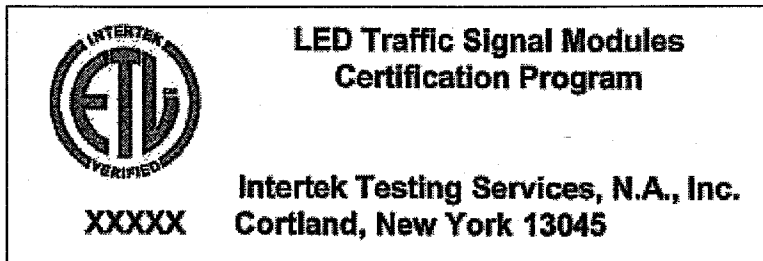 INTERTEK
ETL
VERIFIED
LED Traffic Signal Modules
Certification Program
Intertek Testing Services, N.A., Inc.
XXXXX Cortland, New York 13045